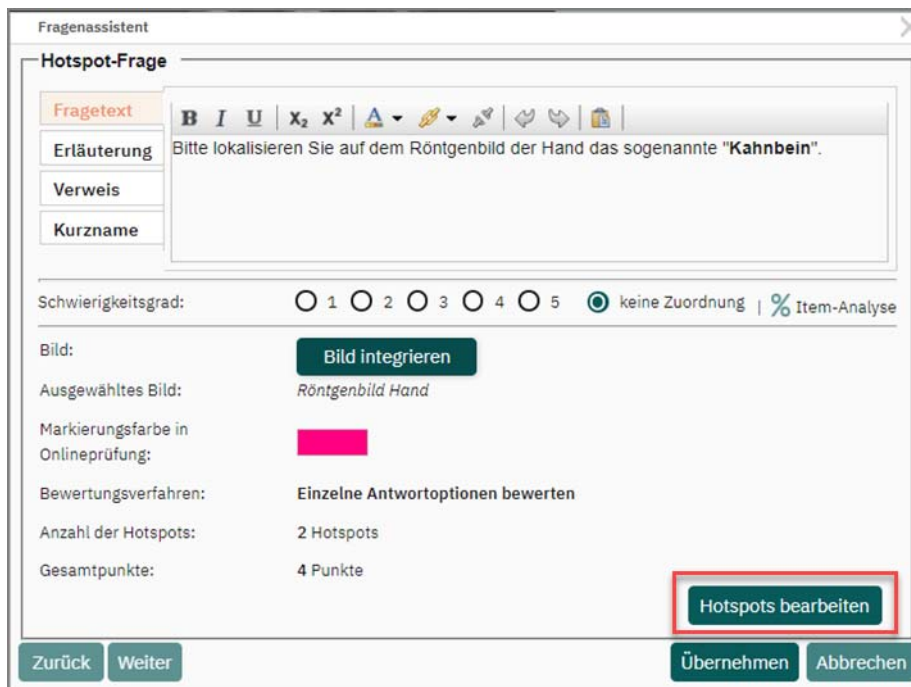 Fragenassistent
Hotspot-Frage
Fragetext
B I U X₂ X² A
Erläuterung
Bitte lokalisieren Sie auf dem Röntgenbild der Hand das sogenannte "Kahnbein".
Verweis
Kurzname
Schwierigkeitsgrad: 1 2 3 4 5 keine Zuordnung | % Item-Analyse
Bild: Bild integrieren
Ausgewähltes Bild: Röntgenbild Hand
Markierungsfarbe in
Onlineprüfung:
Bewertungsverfahren: Einzelne Antwortoptionen bewerten
Anzahl der Hotspots: 2 Hotspots
Gesamtpunkte: 4 Punkte
Hotspots bearbeiten
Zurück Weiter Übernehmen Abbrechen